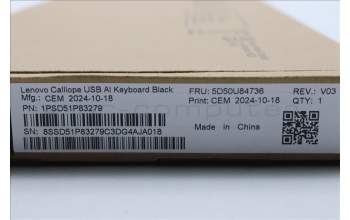 Lenovo Calliope USB AI Keyboard Black
Mfg.: CEM 2024-10-18
PN: 1PSD51P83279
FRU: 5D50U84736
Print: CEM 2024-10-18
REV.: V03
QTY: 1
SN: 8SSD51P83279C3DG4AJA018
Made in China